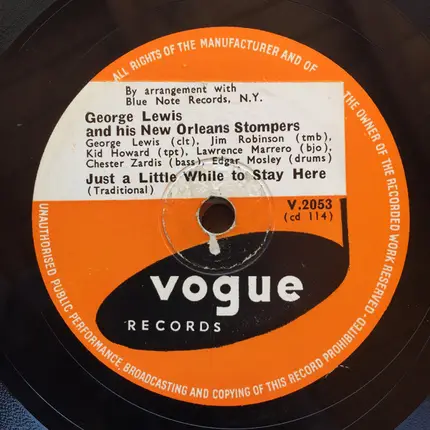 ALL RIGHTS OF THE MANUFACTURER AND OF
THE OWNER OF THE RECORDED WORK RESERVED -
UNAUTHORISED PUBLIC PERFORMANCE, BROADCASTING AND COPYING OF THIS RECORD PROHIBITED -
By arrangement with
Blue Note Records, N.Y.
George Lewis
and his New Orleans Stompers
George Lewis (clt), Jim Robinson (tmb),
Kid Howard (tpt), Lawrence Marrero (bjo),
Chester Zardis (bass), Edgar Mosley (drums)
Just a Little While to Stay Here
(Traditional)
V.2053
(cd 114)
vogue
RECORDS